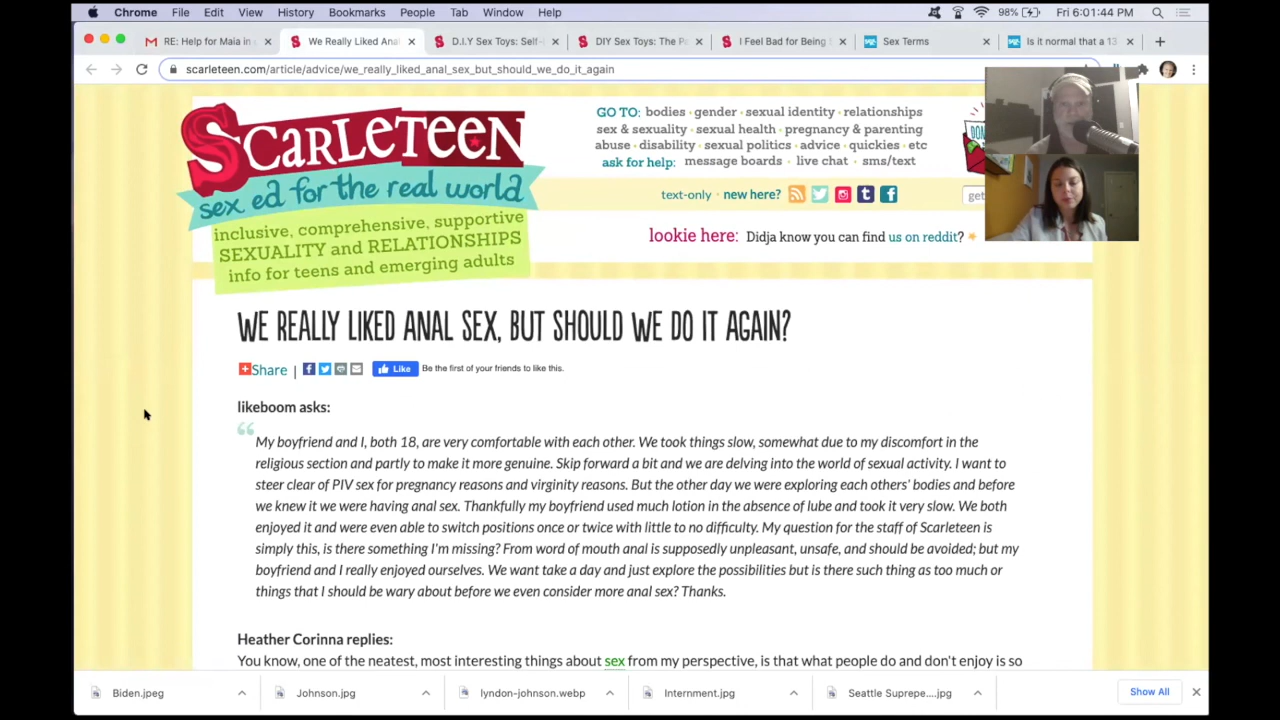 Chrome File Edit View History Bookmarks People Tab Window Help 98% Fri 6:01:44 PM
RE: Help for Maia in We Really Liked Anal D.I.Y Sex Toys: Self- DIY Sex Toys: The I Feel Bad for Being Sex Terms Is it normal that a 13
scarleteen.com/article/advice/we_really_liked_anal_sex_but_should_we_do_it_again
SCARLETEEN
sex ed for the real world
inclusive, comprehensive, supportive
SEXUALITY and RELATIONSHIPS
info for teens and emerging adults
GO TO: bodies · gender · sexual identity · relationships
sex & sexuality · sexual health · pregnancy & parenting
abuse · disability · sexual politics · advice · quickies · etc
ask for help: message boards · live chat · sms/text
text-only · new here?
lookie here: Didja know you can find us on reddit?
WE REALLY LIKED ANAL SEX, BUT SHOULD WE DO IT AGAIN?
Share | Like Be the first of your friends to like this.
likeboom asks:
My boyfriend and I, both 18, are very comfortable with each other. We took things slow, somewhat due to my discomfort in the
religious section and partly to make it more genuine. Skip forward a bit and we are delving into the world of sexual activity. I want to
steer clear of PIV sex for pregnancy reasons and virginity reasons. But the other day we were exploring each others' bodies and before
we knew it we were having anal sex. Thankfully my boyfriend used much lotion in the absence of lube and took it very slow. We both
enjoyed it and were even able to switch positions once or twice with little to no difficulty. My question for the staff of Scarleteen is
simply this, is there something I'm missing? From word of mouth anal is supposedly unpleasant, unsafe, and should be avoided; but my
boyfriend and I really enjoyed ourselves. We want take a day and just explore the possibilities but is there such thing as too much or
things that I should be wary about before we even consider more anal sex? Thanks.
Heather Corinna replies:
You know, one of the neatest, most interesting things about sex from my perspective, is that what people do and don't enjoy is so
Biden.jpeg Johnson.jpg lyndon-johnson.webp Internment.jpg Seattle Suprepe....jpg Show All